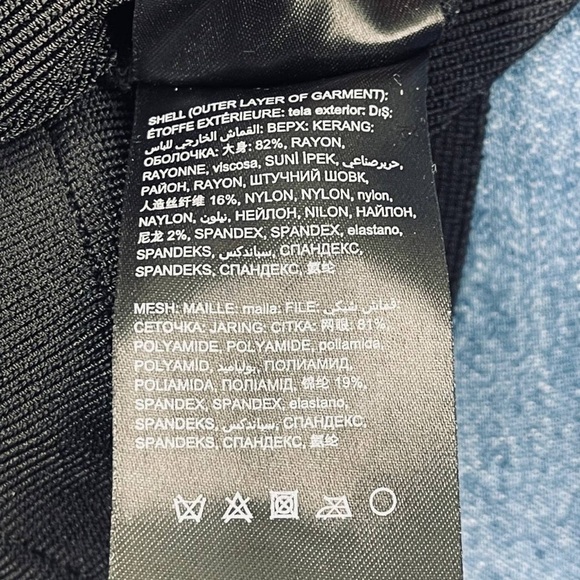 SHELL (OUTER LAYER OF GARMENT):
ÉTOFFE EXTÉRIEURE: tela exterior: DIŞ:
القماش الخارجي للباس: BEPX: KERANG:
ОБОЛОЧКА: 大身: 82%, RAYON,
RAYONNE, viscosa, SUNİ İPEK, حريرصناعي,
РАЙОН, RAYON, ШТУЧНИЙ ШОВК,
人造丝纤维 16%, NYLON, NYLON, nylon,
NAYLON, نيلون, НЕЙЛОН, NILON, НАЙЛОН,
尼龙 2%, SPANDEX, SPANDEX, elastano,
SPANDEKS, سباندكس, СПАНДЕКС,
SPANDEKS, СПАНДЕКС, 氨纶
MESH: MAILLE: malla: FILE: قماش شبكي:
СЕТОЧКА: JARING: СІТКА: 网眼: 81%,
POLYAMIDE, POLYAMIDE, poliamida,
POLYAMID, بولياميد, ПОЛИАМИД,
POLIAMIDA, ПОЛІАМІД, 锦纶 19%,
SPANDEX, SPANDEX, elastano,
SPANDEKS, سباندكس, СПАНДЕКС,
SPANDEKS, СПАНДЕКС, 氨纶